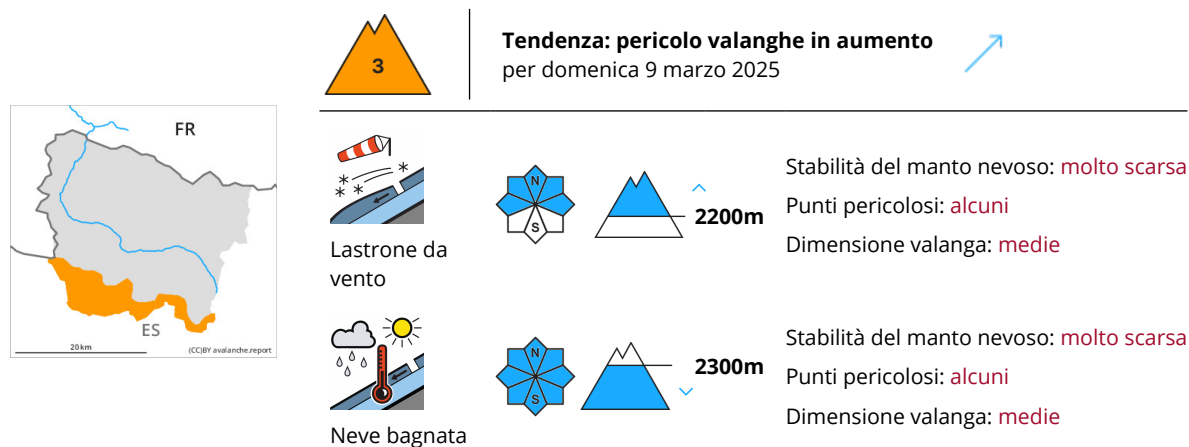 3
Tendenza: pericolo valanghe in aumento
per domenica 9 marzo 2025
FR
ES
20 km
(CC)BY avalanche.report
Lastrone da
vento
N
S
2200m
Stabilità del manto nevoso: molto scarsa
Punti pericolosi: alcuni
Dimensione valanga: medie
Neve bagnata
N
S
2300m
Stabilità del manto nevoso: molto scarsa
Punti pericolosi: alcuni
Dimensione valanga: medie